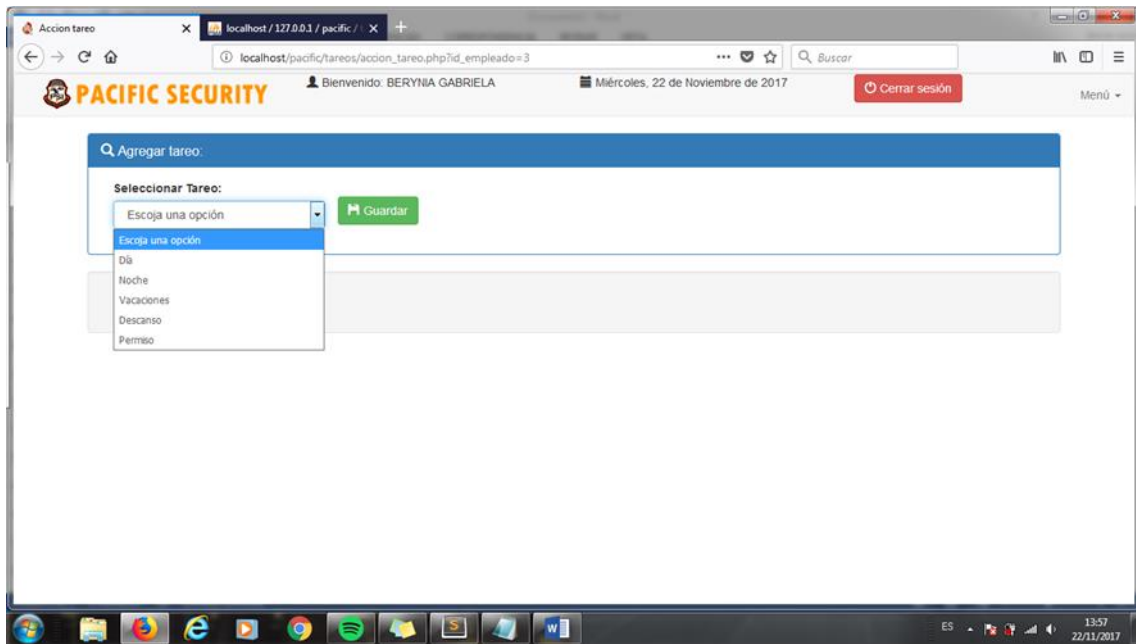 Accion tareo
localhost / 127.0.0.1 / pacific / t
localhost/pacific/tareos/accion_tareo.php?id_empleado=3
Buscar
PACIFIC SECURITY
Bienvenido: BERYNIA GABRIELA
Miércoles, 22 de Noviembre de 2017
Cerrar sesión
Menú
Agregar tareo:
Seleccionar Tareo:
Escoja una opción
Guardar
Escoja una opción
Día
Noche
Vacaciones
Descanso
Permiso
ES
13:57
22/11/2017